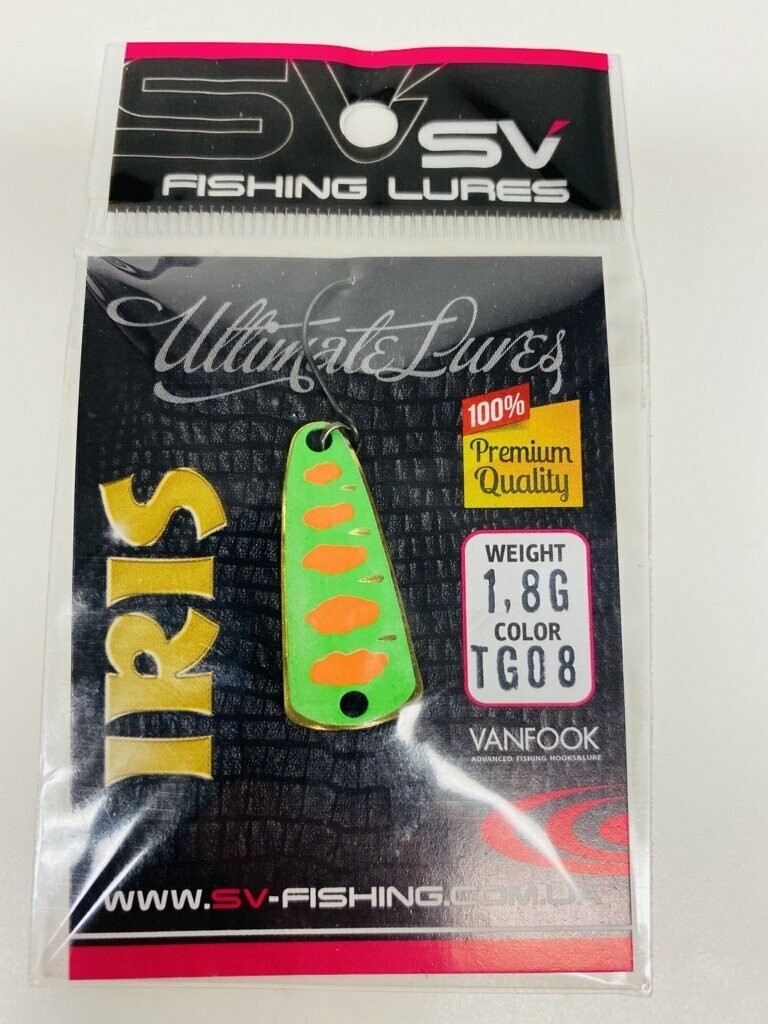 SV
SV
FISHING LURES
Ultimate Lures
100%
Premium
Quality
IRIS
WEIGHT
1,8G
COLOR
TG08
VANFOOK
ADVANCED FISHING HOOKS&LURE
WWW.SV-FISHING.COM.UA